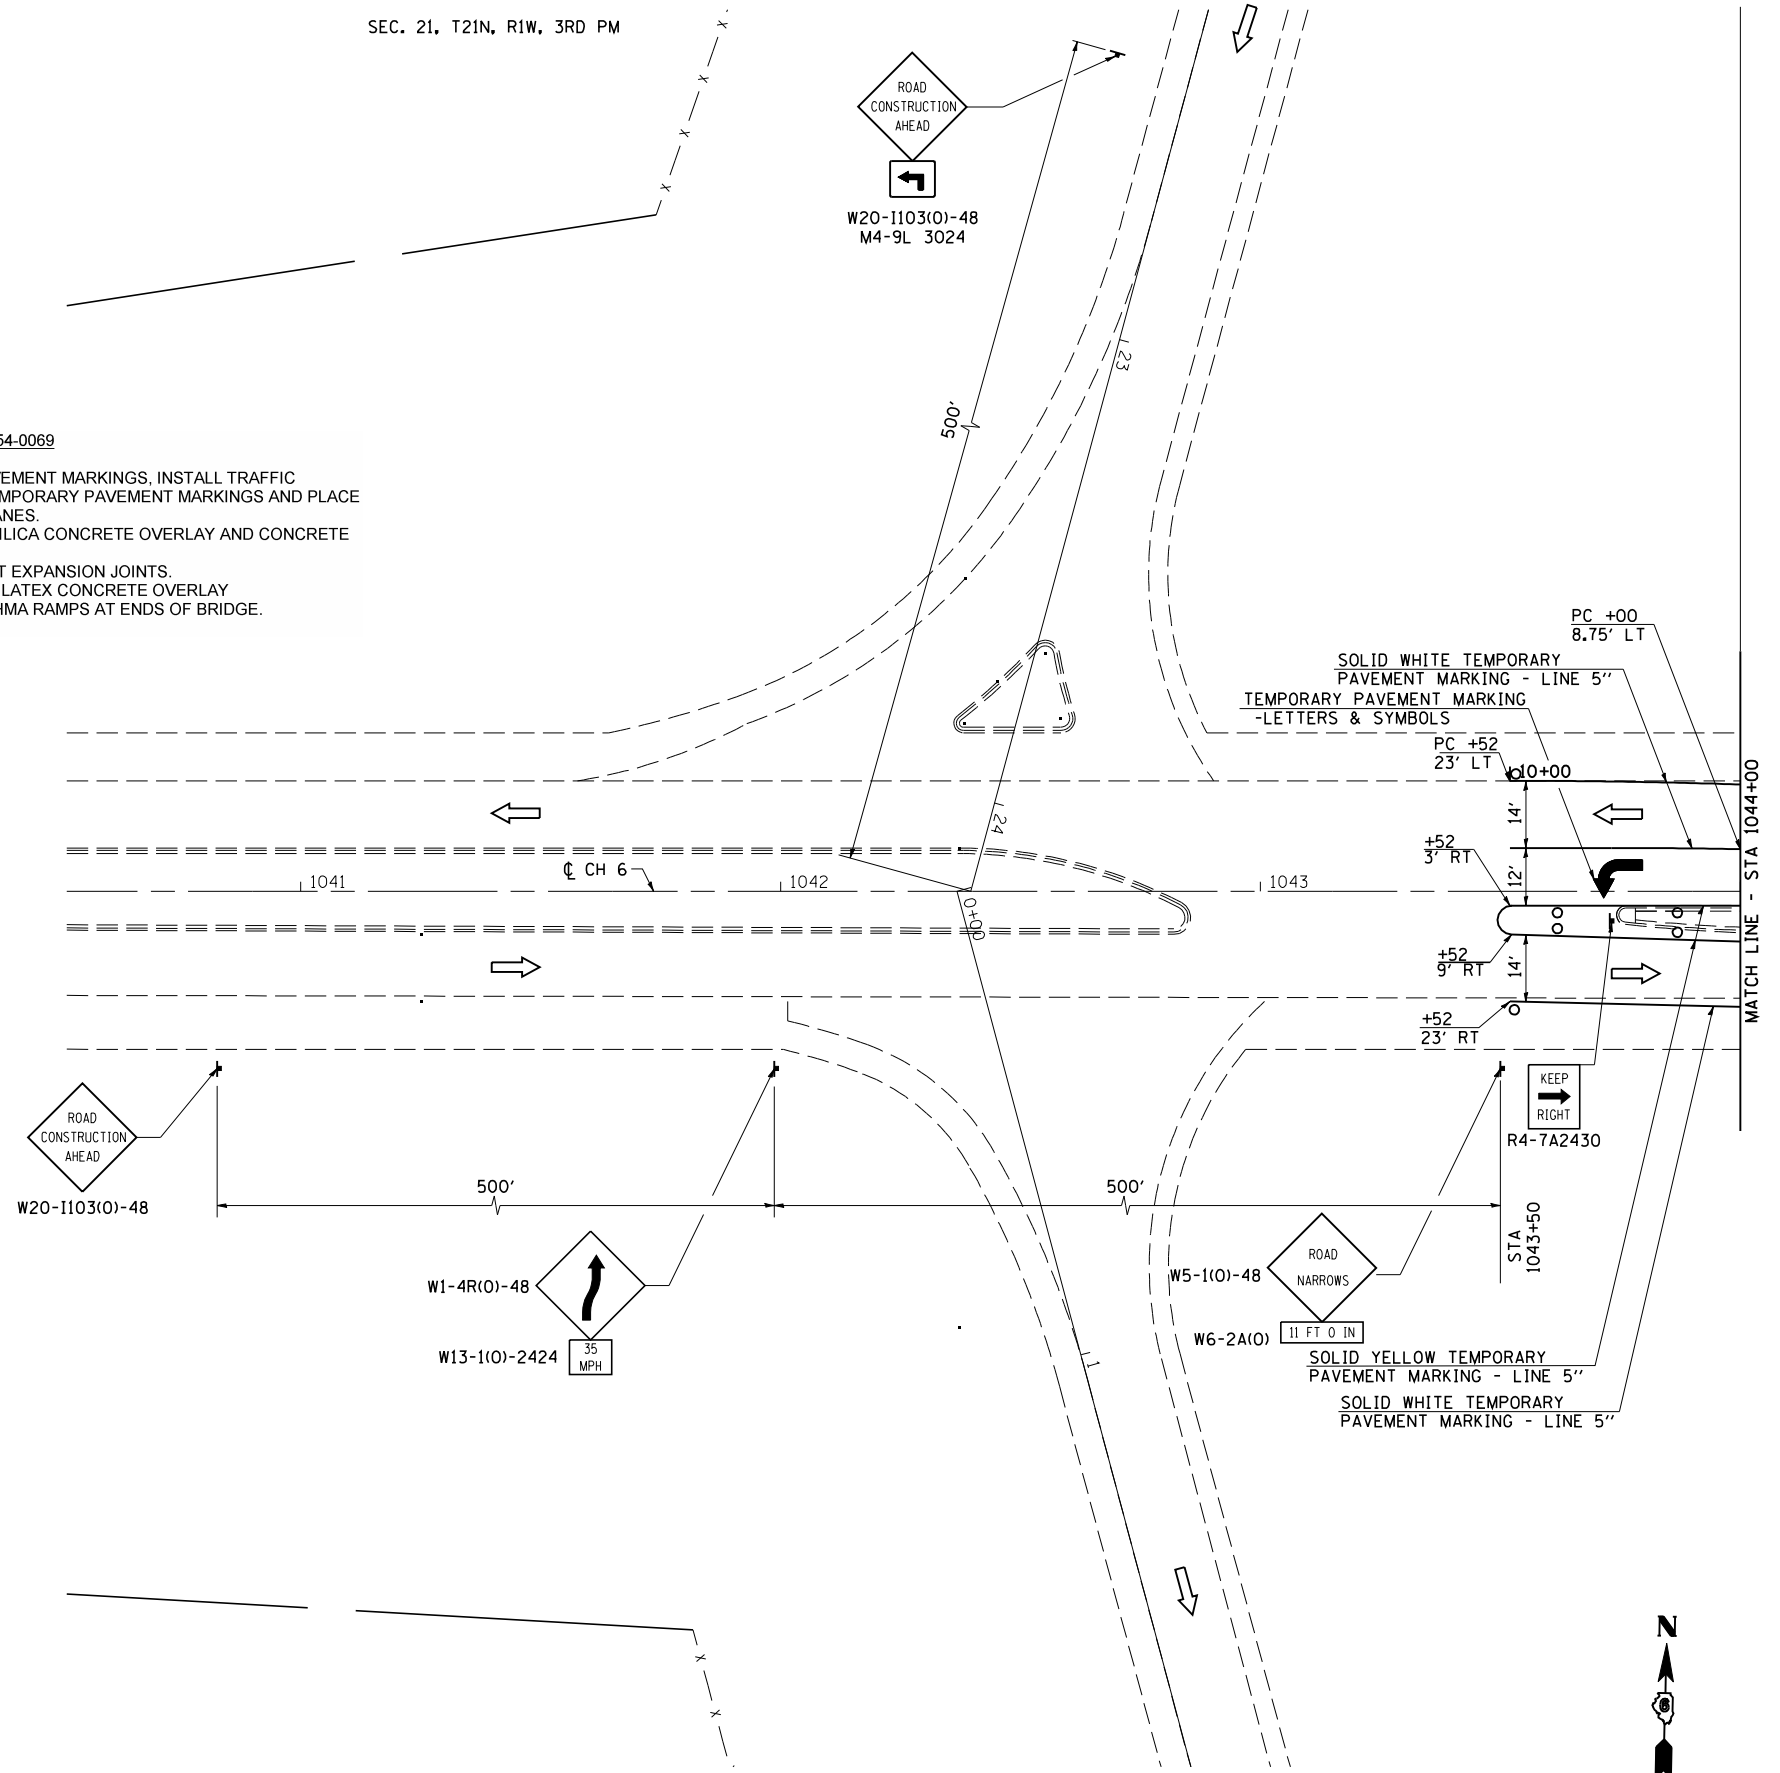 SEC. 21, T21N, R1W, 3RD PM
ROAD
CONSTRUCTION
AHEAD
W20-I103(O)-48
M4-9L 3024
23
500'
54-0069
VEMENT MARKINGS, INSTALL TRAFFIC
MPORARY PAVEMENT MARKINGS AND PLACE
ANES.
ILICA CONCRETE OVERLAY AND CONCRETE
T EXPANSION JOINTS.
LATEX CONCRETE OVERLAY
HMA RAMPS AT ENDS OF BRIDGE.
PC +00
8.75' LT
SOLID WHITE TEMPORARY
PAVEMENT MARKING - LINE 5"
TEMPORARY PAVEMENT MARKING
-LETTERS & SYMBOLS
PC +52
23' LT
10+00
14'
24
+52
3' RT
12'
℄ CH 6
1041
1042
1043
0+00
+52
9' RT
14'
+52
23' RT
MATCH LINE - STA 1044+00
KEEP
RIGHT
R4-7A2430
ROAD
CONSTRUCTION
AHEAD
W20-I103(O)-48
500'
500'
STA
1043+50
W1-4R(O)-48
W13-1(O)-2424
35
MPH
ROAD
NARROWS
W5-1(O)-48
W6-2A(O)
11 FT 0 IN
SOLID YELLOW TEMPORARY
PAVEMENT MARKING - LINE 5"
SOLID WHITE TEMPORARY
PAVEMENT MARKING - LINE 5"
1
N
6